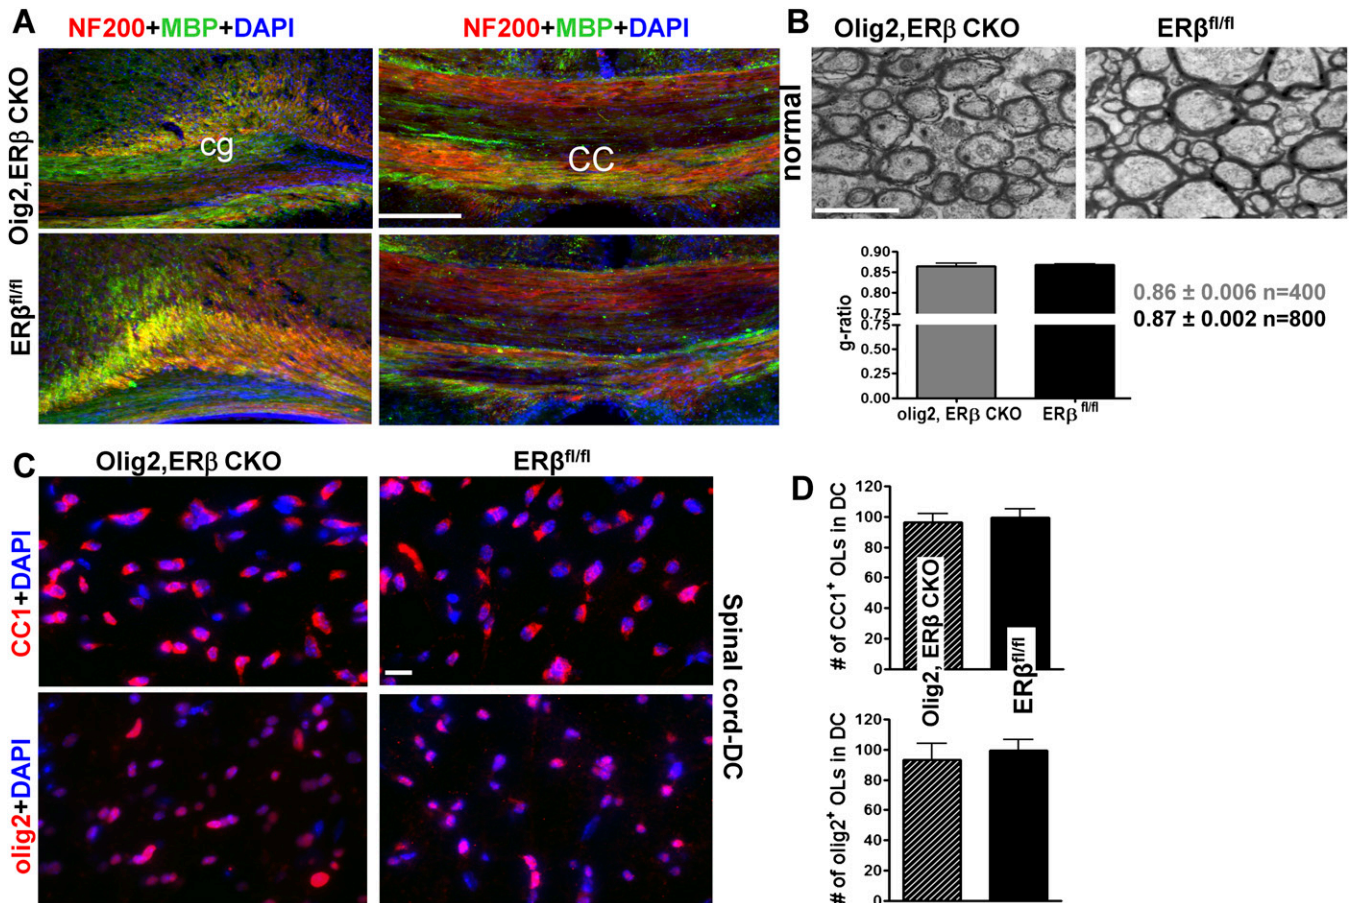 A
NF200+MBP+DAPI
NF200+MBP+DAPI
Olig2,ERβ CKO
cg
CC
ERβfl/fl
B
Olig2,ERβ CKO
ERβfl/fl
normal
g-ratio
0.90
0.85
0.80
0.75
0.75
0.50
0.25
0.00
olig2, ERβ CKO
ERβ fl/fl
0.86 ± 0.006 n=400
0.87 ± 0.002 n=800
C
Olig2,ERβ CKO
ERβfl/fl
CC1+DAPI
olig2+DAPI
Spinal cord-DC
D
# of CC1+ OLs in DC
120
100
80
60
40
20
0
Olig2, ERβ CKO
ERβfl/fl
# of olig2+ OLs in DC
120
100
80
60
40
20
0